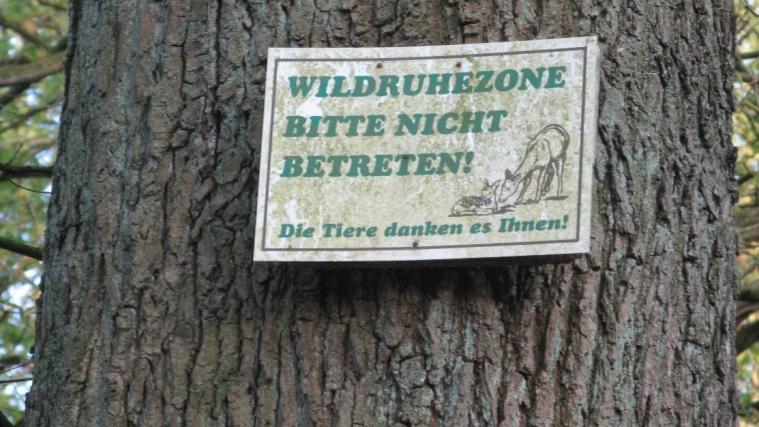 WILDRUHEZONE
BITTE NICHT
BETRETEN!
Die Tiere danken es Ihnen!